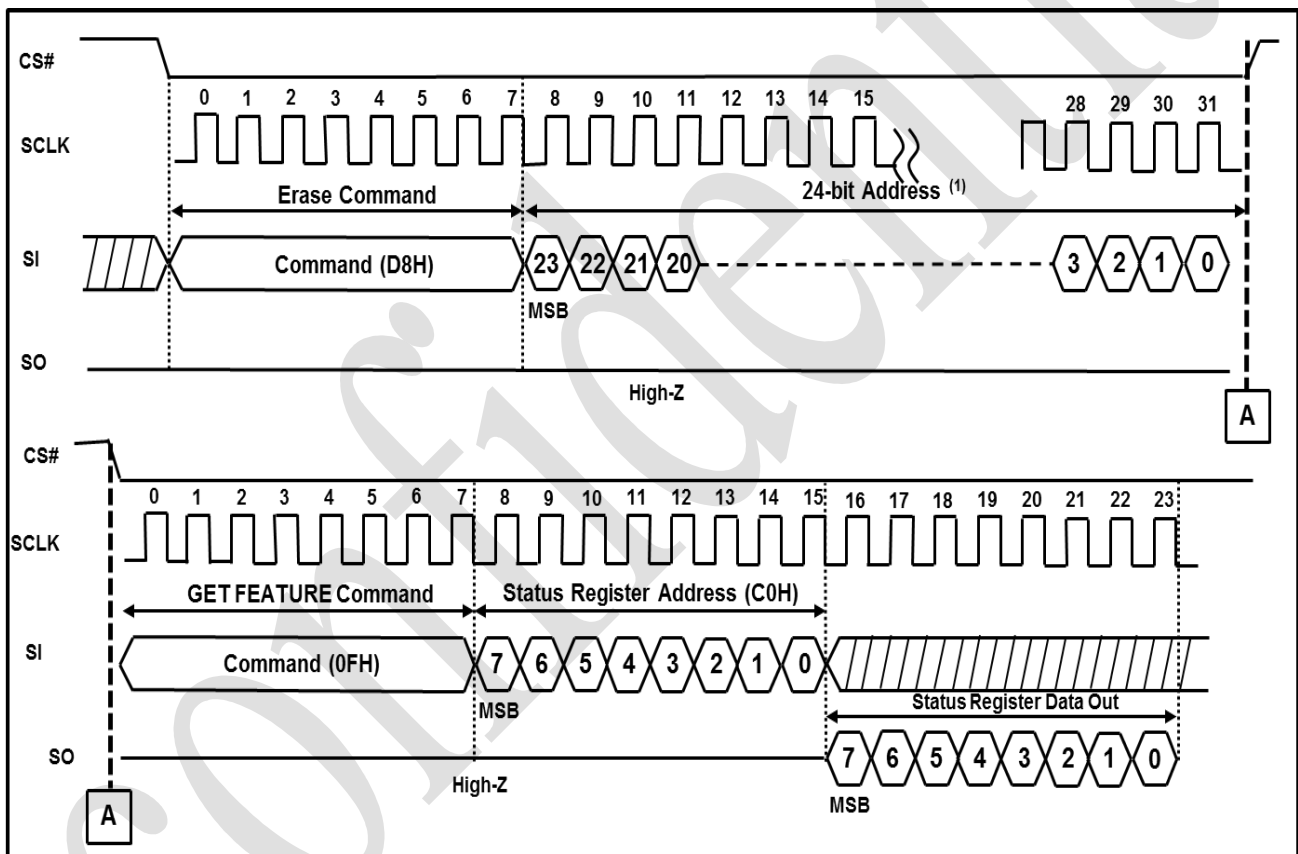 CS#
0 1 2 3 4 5 6 7 8 9 10 11 12 13 14 15 28 29 30 31
SCLK
Erase Command 24-bit Address (1)
SI Command (D8H) 23 22 21 20 3 2 1 0
MSB
SO
High-Z
A
CS#
0 1 2 3 4 5 6 7 8 9 10 11 12 13 14 15 16 17 18 19 20 21 22 23
SCLK
GET FEATURE Command Status Register Address (C0H)
SI Command (0FH) 7 6 5 4 3 2 1 0
MSB Status Register Data Out
SO 7 6 5 4 3 2 1 0
High-Z
MSB
A
onfident